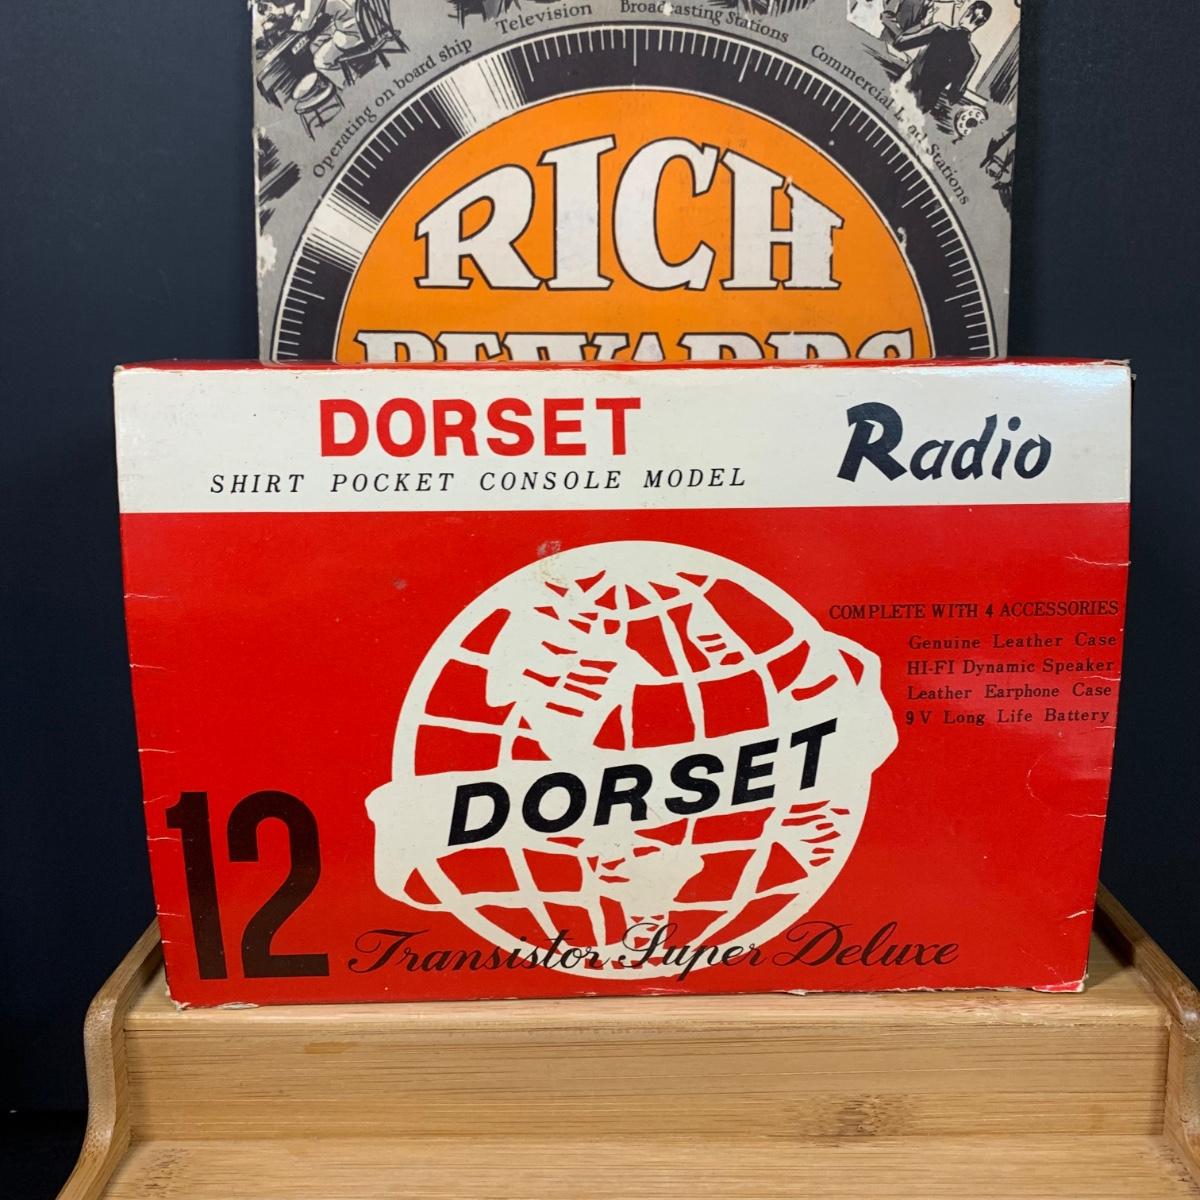 Operating on board ship Television Broadcasting Stations Commercial Stations
RICH
REWARDS
DORSET
SHIRT POCKET CONSOLE MODEL
Radio
COMPLETE WITH 4 ACCESSORIES
Genuine Leather Case
HI-FI Dynamic Speaker
Leather Earphone Case
9V Long Life Battery
DORSET
12
Transistor Super Deluxe